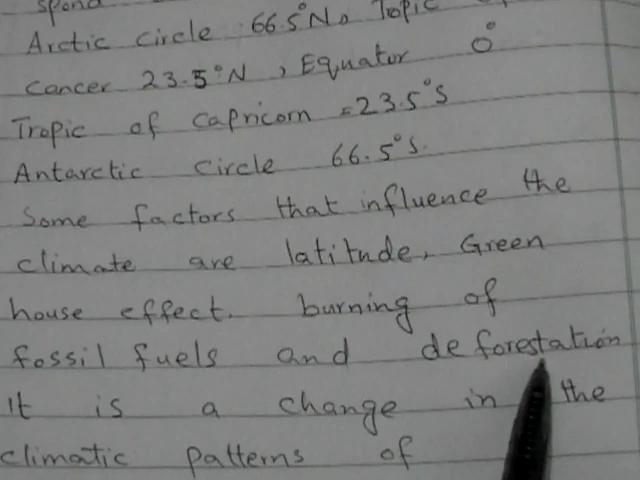 spond
Arctic circle 66.5°N, Topic
Cancer 23.5°N, Equator 0°
Tropic of Capricorn =23.5°S
Antarctic circle 66.5°S.
Some factors that influence the
climate are latitude, Green
house effect. burning of
fossil fuels and deforestation
It is a change in the
climatic patterns of